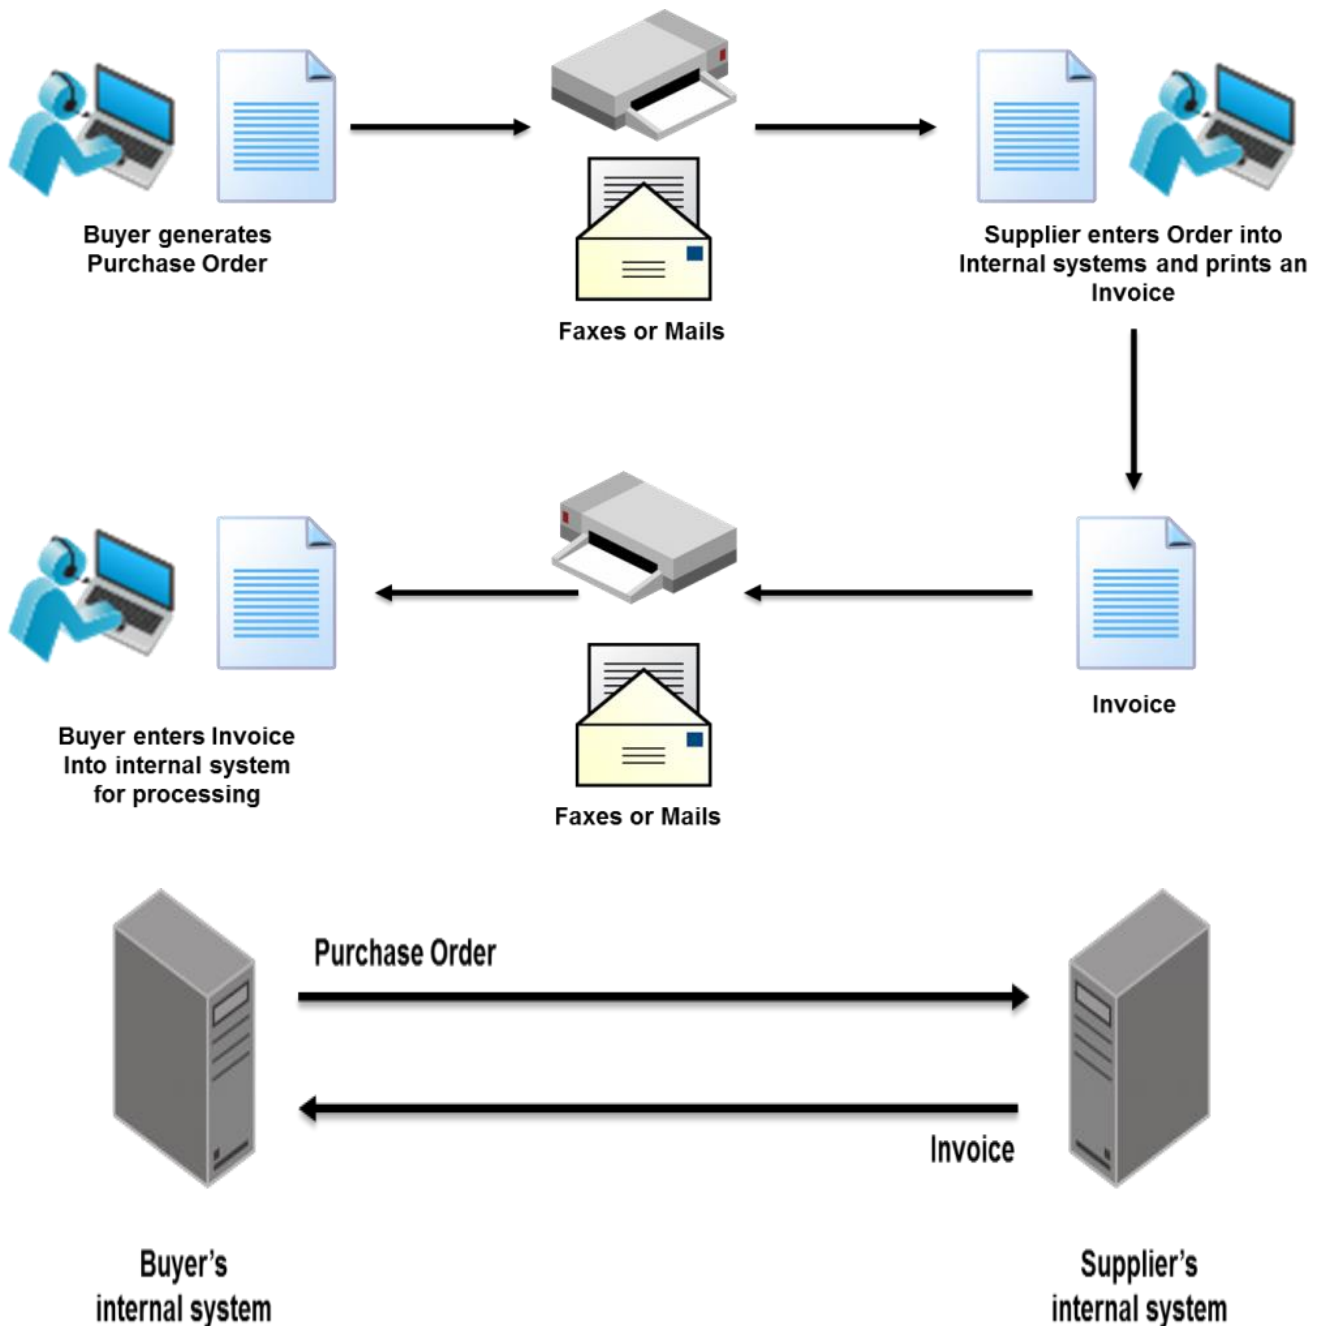 Buyer generates
Purchase Order
Faxes or Mails
Supplier enters Order into
Internal systems and prints an
Invoice
Invoice
Faxes or Mails
Buyer enters Invoice
Into internal system
for processing
Purchase Order
Invoice
Buyer's
internal system
Supplier's
internal system